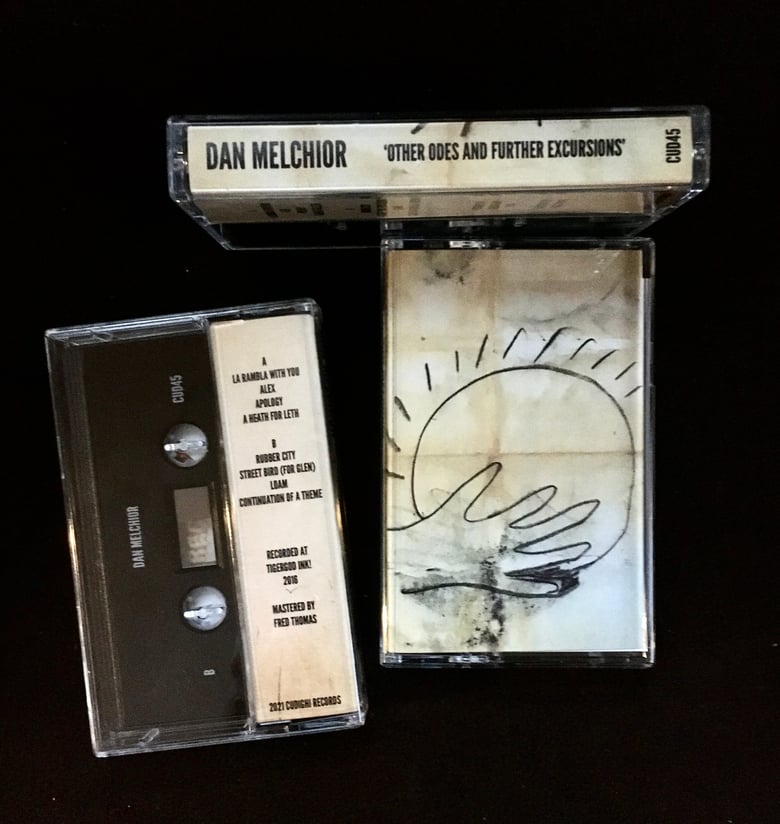 DAN MELCHIOR 'OTHER ODES AND FURTHER EXCURSIONS' CUD45
CUD45
DAN MELCHIOR
B
A
LA RAMBLA WITH YOU
ALEX
APOLOGY
A HEATH FOR LETH
B
RUBBER CITY
STREET BIRD (FOR GLEN)
LOAM
CONTINUATION OF A THEME
RECORDED AT
TIGERGOD INK!
2016
MASTERED BY
FRED THOMAS
2021 CUDIGHI RECORDS